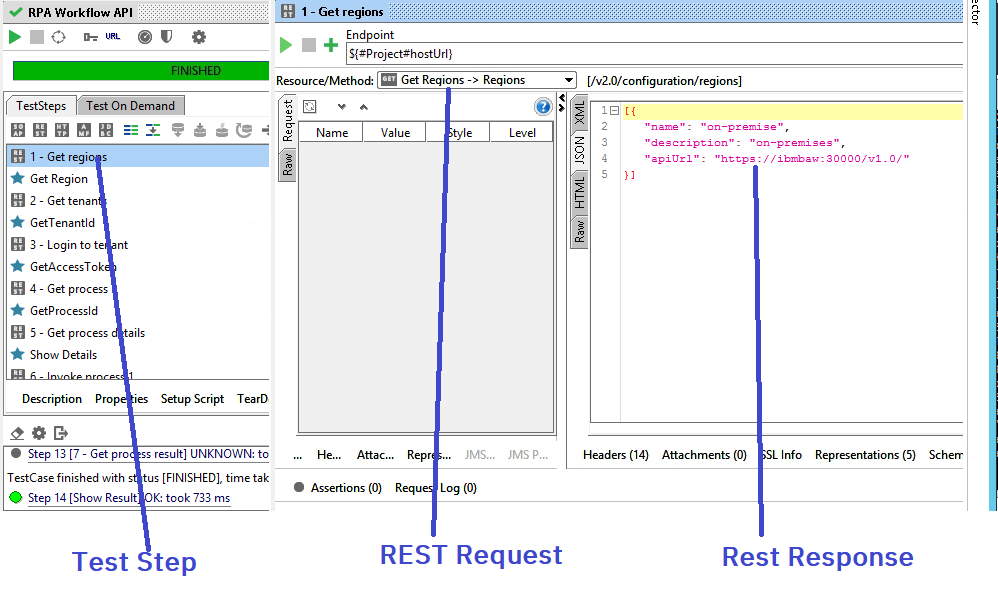 RPA Workflow API
URL
FINISHED
TestSteps
Test On Demand
1 - Get regions
Get Region
2 - Get tenants
GetTenantId
3 - Login to tenant
GetAccessToken
4 - Get process
GetProcessId
5 - Get process details
Show Details
6 - Invoke process 1
Description Properties Setup Script TearD
Step 13 [7 - Get process result] UNKNOWN: to
TestCase finished with status [FINISHED], time tak
Step 14 [Show Result] OK: took 733 ms
1 - Get regions
Endpoint
${#Project#hostUrl}
Resource/Method: GET Get Regions -> Regions [/v2.0/configuration/regions]
Request
Raw
Name Value Style Level
XML
JSON
HTML
Raw
1 [{
2 "name": "on-premise",
3 "description": "on-premises",
4 "apiUrl": "https://ibmbaw:30000/v1.0/"
5 }]
... He... Attac... Repres... JMS... JMS P...
Headers (14) Attachments (0) SSL Info Representations (5) Schem
Assertions (0) Request Log (0)
ector
Test Step
REST Request
Rest Response